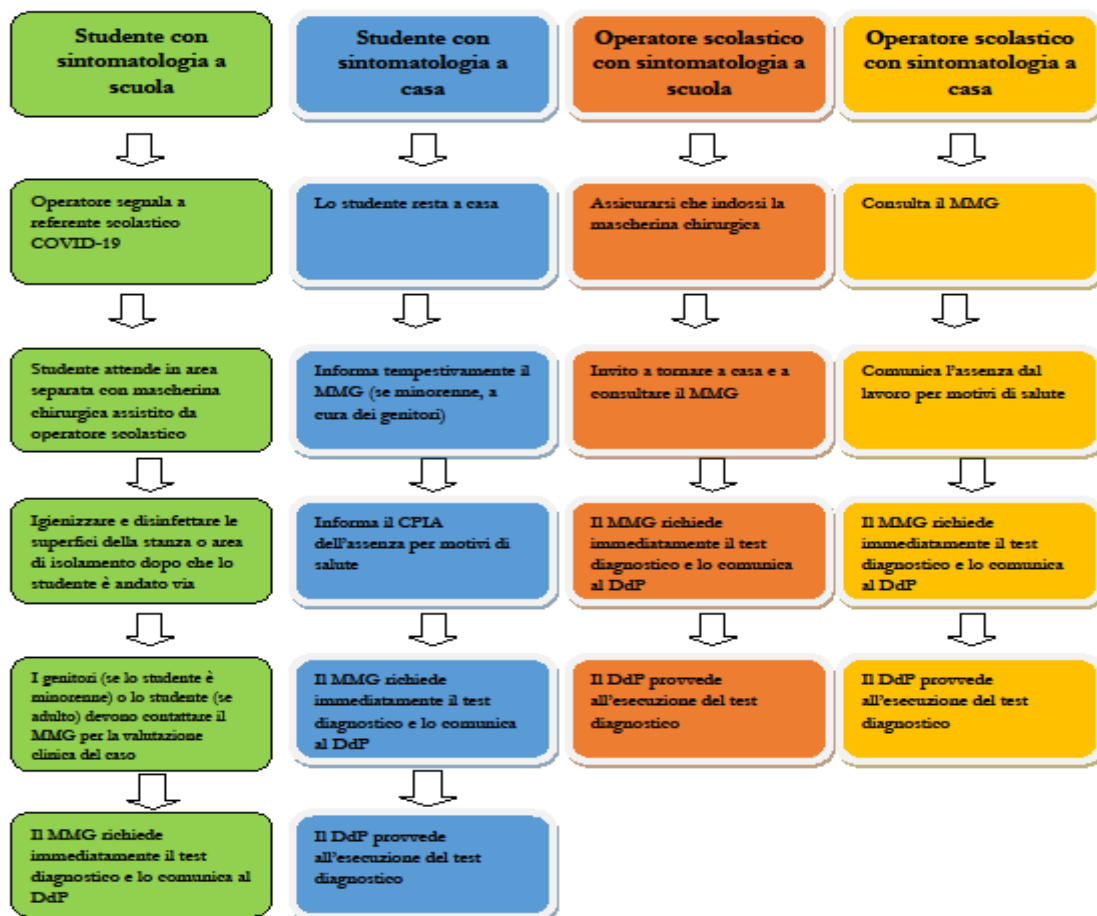 Studente con
sintomatologia a
scuola
Studente con
sintomatologia a
casa
Operatore scolastico
con sintomatologia a
scuola
Operatore scolastico
con sintomatologia a
casa
Operatore segnala a
referente scolastico
COVID-19
Lo studente resta a casa
Assicurarsi che indossi la
mascherina chirurgica
Consulta il MMG
Studente attende in area
separata con mascherina
chirurgica assistito da
operatore scolastico
Informa tempestivamente il
MMG (se minorenne, a
cura dei genitori)
Invito a tornare a casa e a
consultare il MMG
Comunica l'assenza dal
lavoro per motivi di salute
Igienizzare e disinfettare le
superfici della stanza o area
di isolamento dopo che lo
studente è andato via
Informa il CPIA
dell'assenza per motivi di
salute
Il MMG richiede
immediatamente il test
diagnostico e lo comunica
al DdP
Il MMG richiede
immediatamente il test
diagnostico e lo comunica
al DdP
I genitori (se lo studente è
minorenne) o lo studente (se
adulto) devono contattare il
MMG per la valutazione
clinica del caso
Il MMG richiede
immediatamente il test
diagnostico e lo comunica
al DdP
Il DdP provvede
all'esecuzione del test
diagnostico
Il DdP provvede
all'esecuzione del test
diagnostico
Il MMG richiede
immediatamente il test
diagnostico e lo comunica al
DdP
Il DdP provvede
all'esecuzione del test
diagnostico